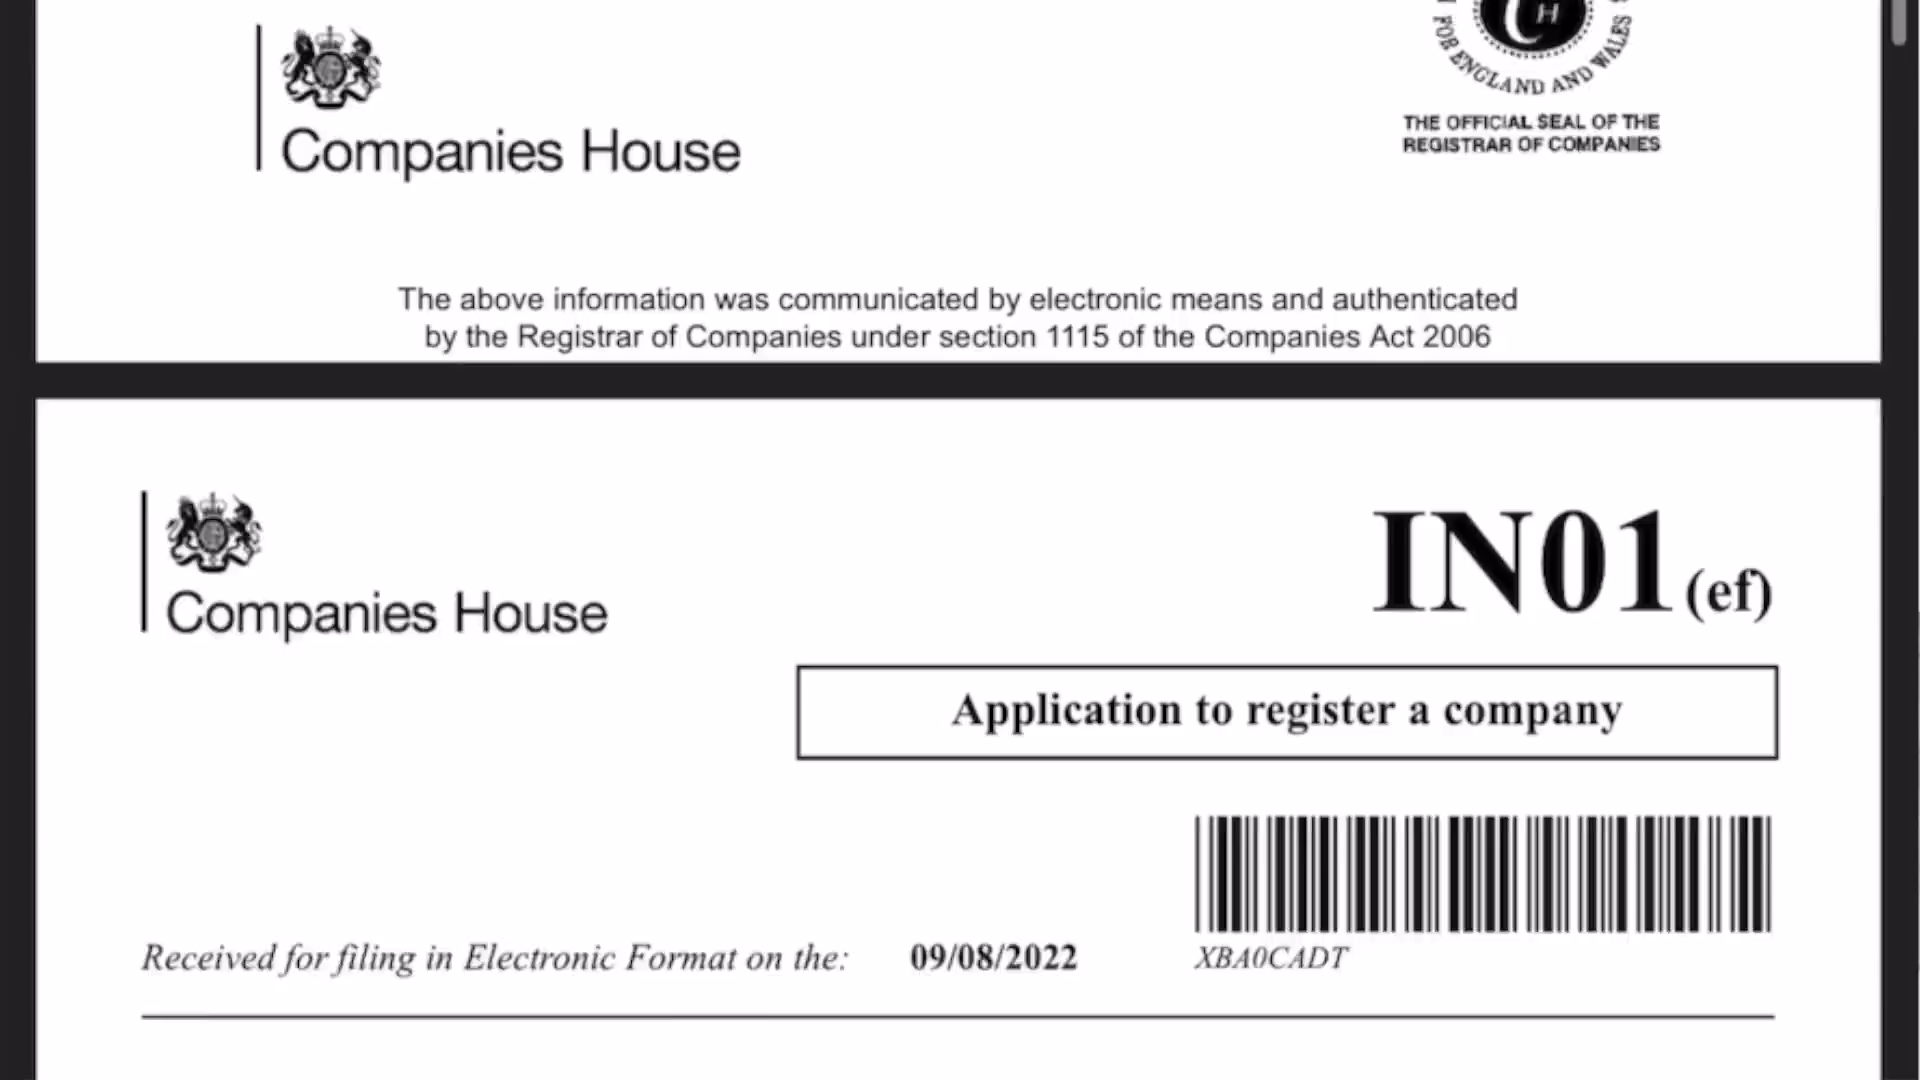 Companies House
FOR ENGLAND AND WALES
THE OFFICIAL SEAL OF THE
REGISTRAR OF COMPANIES
The above information was communicated by electronic means and authenticated
by the Registrar of Companies under section 1115 of the Companies Act 2006
Companies House
IN01(ef)
Application to register a company
Received for filing in Electronic Format on the: 09/08/2022
XBA0CADT